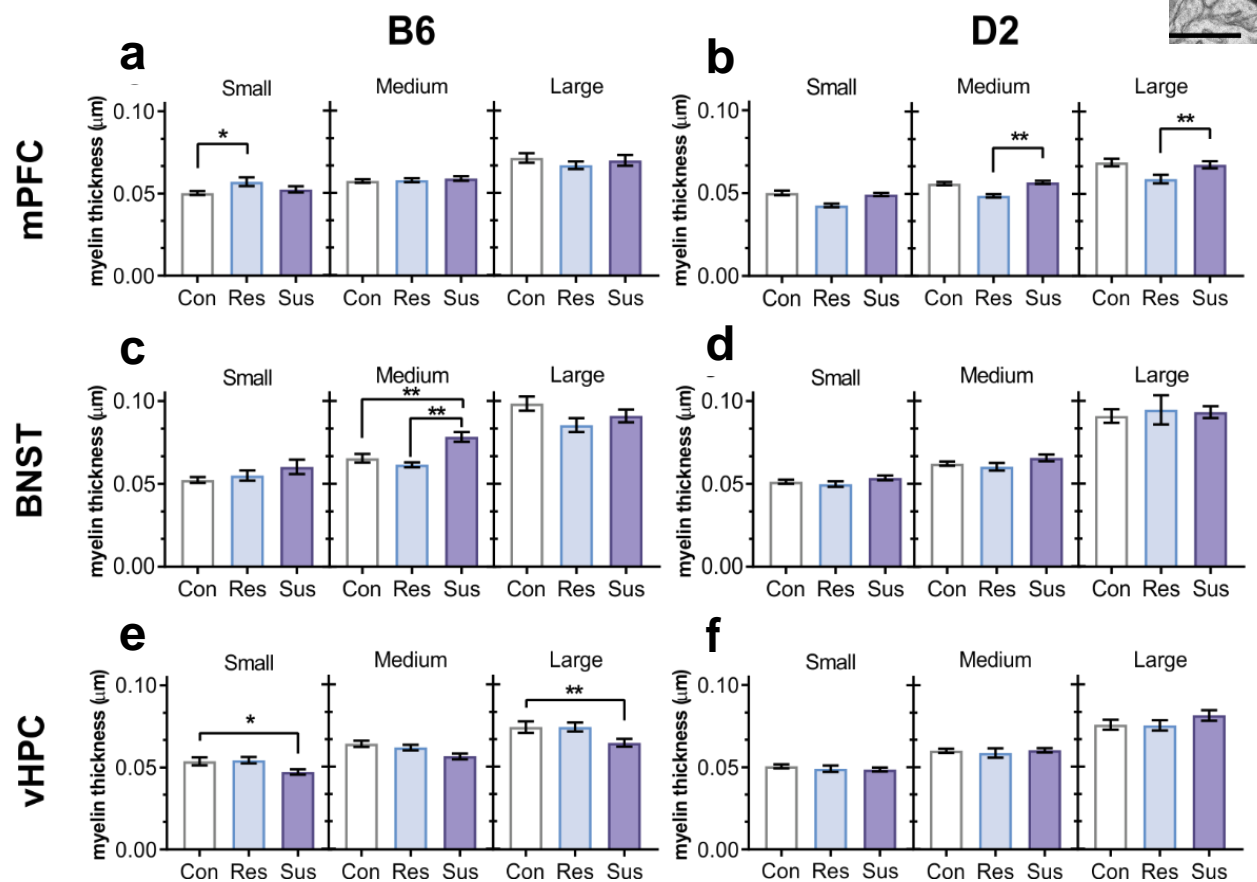 B6 D2
a b
mPFC
Small Medium Large Small Medium Large
myelin thickness (µm) myelin thickness (µm)
0.10 0.10
* ** **
0.05 0.05
0.00 0.00
Con Res Sus Con Res Sus Con Res Sus Con Res Sus Con Res Sus Con Res Sus
c d
BNST
Small Medium Large Small Medium Large
myelin thickness (µm) myelin thickness (µm)
** **
0.10 0.10
0.05 0.05
0.00 0.00
Con Res Sus Con Res Sus Con Res Sus Con Res Sus Con Res Sus Con Res Sus
e f
vHPC
Small Medium Large Small Medium Large
myelin thickness (µm) myelin thickness (µm)
0.10 0.10
* **
0.05 0.05
0.00 0.00
Con Res Sus Con Res Sus Con Res Sus Con Res Sus Con Res Sus Con Res Sus